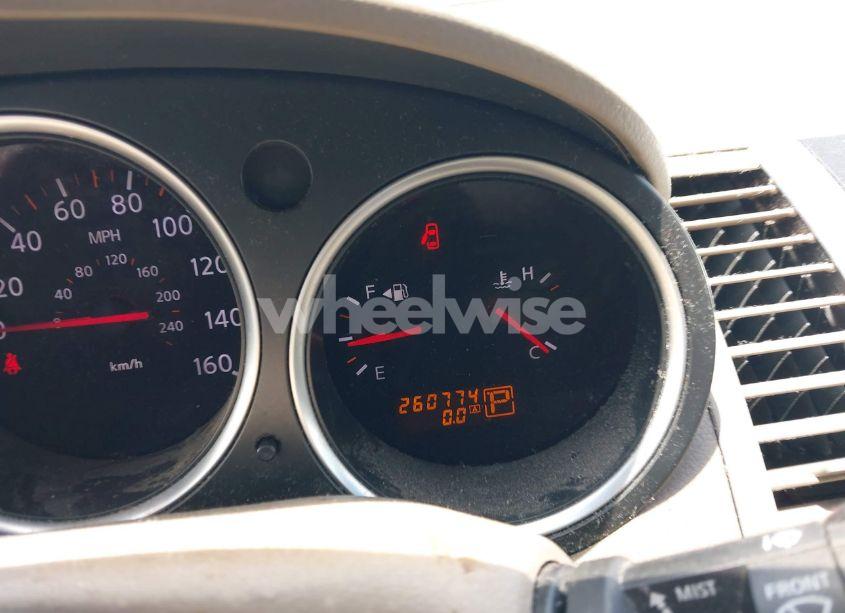 60 80
40 100
MPH
20 120
80 120 160
40 200
0 240 140
km/h 160
F H
E C
260774
0.0 A P
wheelwise
MIST FRONT